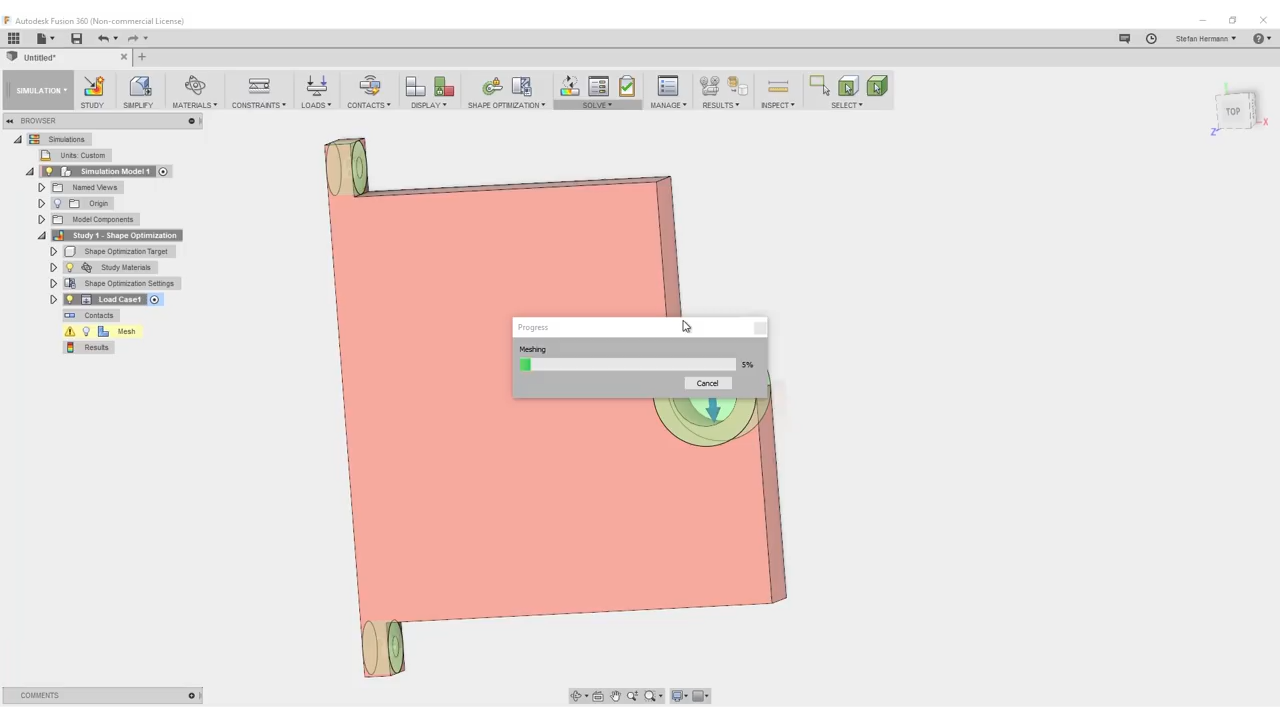 Autodesk Fusion 360 (Non-commercial License)
Stefan Hermann
Untitled*
SIMULATION
STUDY
SIMPLIFY
MATERIALS
CONSTRAINTS
LOADS
CONTACTS
DISPLAY
SHAPE OPTIMIZATION
SOLVE
MANAGE
RESULTS
INSPECT
SELECT
BROWSER
TOP
X
Z
Simulations
Units: Custom
Simulation Model 1
Named Views
Origin
Model Components
Study 1 - Shape Optimization
Shape Optimization Target
Study Materials
Shape Optimization Settings
Load Case1
Contacts
Mesh
Results
Progress
Meshing
5%
Cancel
COMMENTS